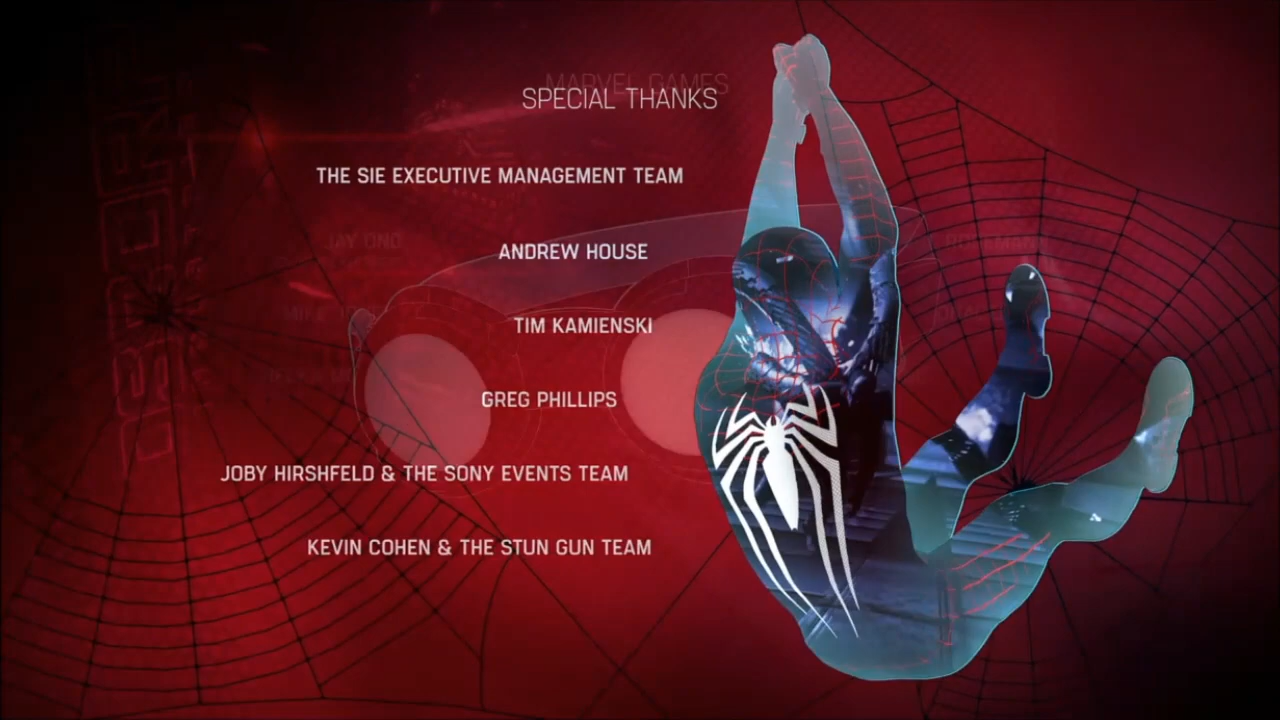 MARVEL GAMES
SPECIAL THANKS
THE SIE EXECUTIVE MANAGEMENT TEAM
ANDREW HOUSE
TIM KAMIENSKI
GREG PHILLIPS
JOBY HIRSHFELD & THE SONY EVENTS TEAM
KEVIN COHEN & THE STUN GUN TEAM